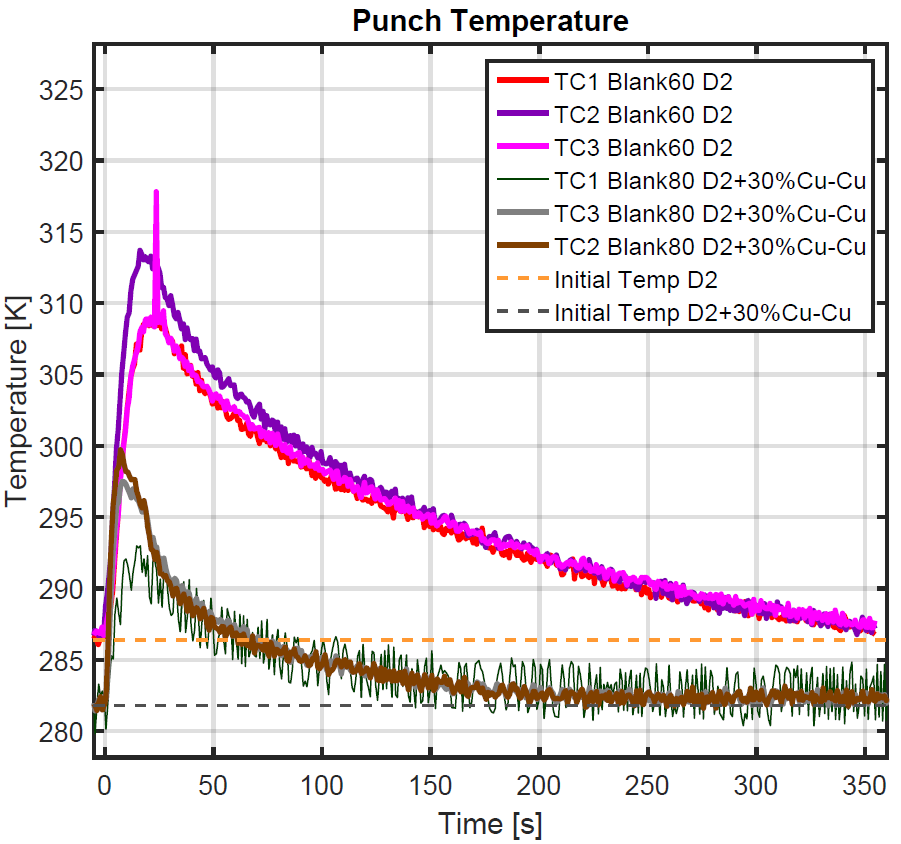 Punch Temperature
Temperature [K]
325
320
315
310
305
300
295
290
285
280
TC1 Blank60 D2
TC2 Blank60 D2
TC3 Blank60 D2
TC1 Blank80 D2+30%Cu-Cu
TC3 Blank80 D2+30%Cu-Cu
TC2 Blank80 D2+30%Cu-Cu
Initial Temp D2
Initial Temp D2+30%Cu-Cu
0 50 100 150 200 250 300 350
Time [s]